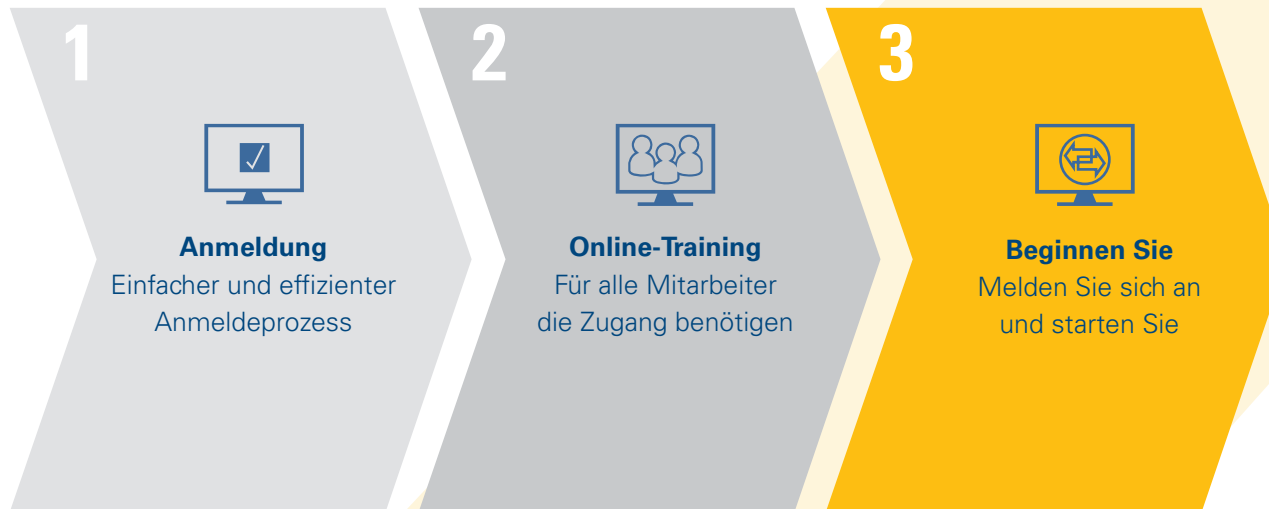 1
Anmeldung
Einfacher und effizienter
Anmeldeprozess
2
Online-Training
Für alle Mitarbeiter
die Zugang benötigen
3
Beginnen Sie
Melden Sie sich an
und starten Sie